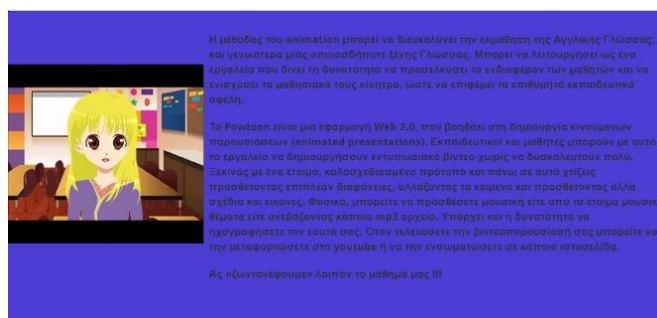 Η μέθοδος του animation μπορεί να διευκολύνει την εκμάθηση της Αγγλικής Γλώσσας,
και γενικότερα μιας οποιασδήποτε ξένης Γλώσσας. Μπορεί να λειτουργήσει ως ένα
εργαλείο που δίνει τη δυνατότητα να προσελκύσει το ενδιαφέρον των μαθητών και να
ενισχύσει τα μαθησιακά τους κίνητρα, ώστε να επιφέρει τα επιθυμητά εκπαιδευτικά
οφέλη.
Το Powtoon είναι μια εφαρμογή Web 2.0, που βοηθάει στη δημιουργία κινούμενων
παρουσιάσεων (animated presentations). Εκπαιδευτικοί και μαθητές μπορούν με αυτό
το εργαλείο να δημιουργήσουν εντυπωσιακά βίντεο χωρίς να δυσκολευτούν πολύ.
Ξεκινάς με ένα έτοιμο, καλοσχεδιασμένο πρότυπο και πάνω σε αυτό χτίζεις
προσθέτοντας επιπλέον διαφάνειες, αλλάζοντας τα κείμενα και προσθέτοντας άλλα
σχέδια και εικόνες. Φυσικά, μπορείτε να προσθέσετε μουσική είτε από τα έτοιμα μουσικ
θέματα είτε ανεβάζοντας κάποιο mp3 αρχείο. Υπάρχει και η δυνατότητα να
ηχογραφήσετε τον εαυτό σας. Όταν τελειώσετε την βιντεοπαρουσίασή σας μπορείτε να
την μεταφορτώσετε στο youtube ή να την ενσωματώσετε σε κάποια ιστοσελίδα.
Ας «ζωντανέψουμε» λοιπόν το μάθημά μας !!!